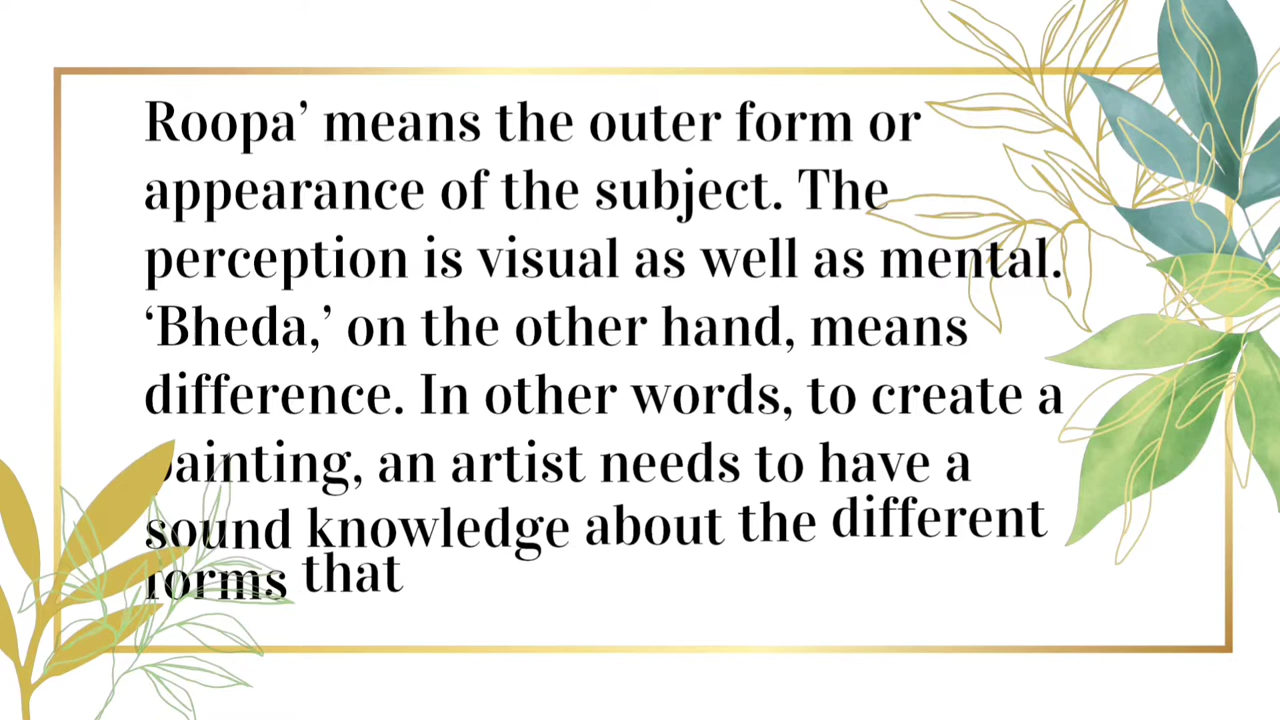 Roopa’ means the outer form or
appearance of the subject. The
perception is visual as well as mental.
‘Bheda,’ on the other hand, means
difference. In other words, to create a
painting, an artist needs to have a
sound knowledge about the different
forms that